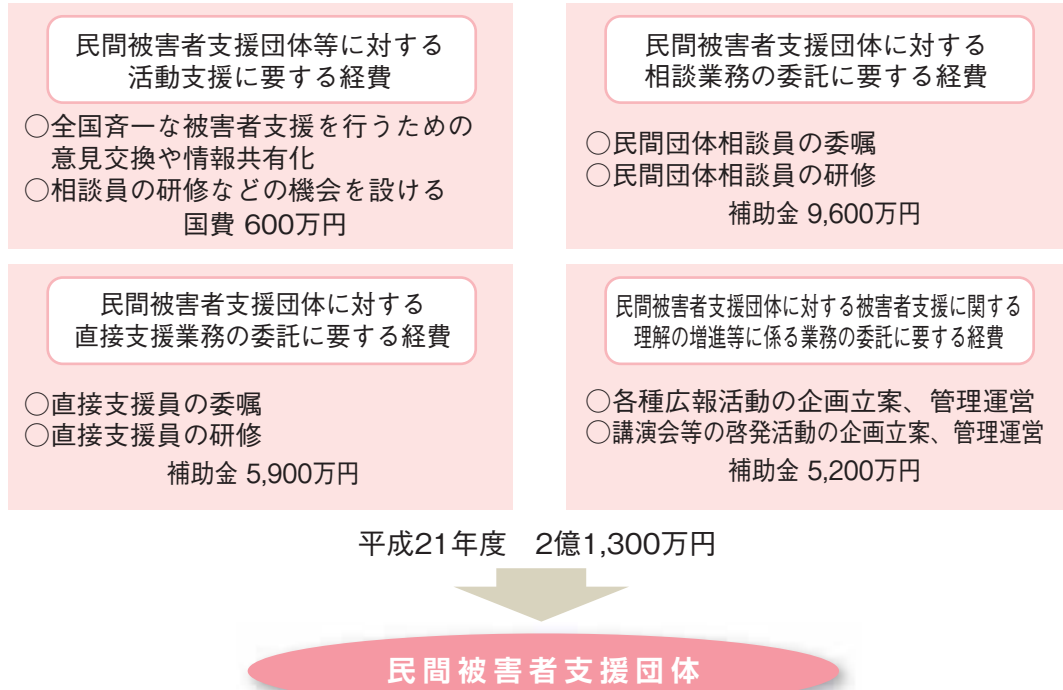 民間被害者支援団体等に対する
活動支援に要する経費
○全国斉一な被害者支援を行うための
意見交換や情報共有化
○相談員の研修などの機会を設ける
国費 600万円
民間被害者支援団体に対する
相談業務の委託に要する経費
○民間団体相談員の委嘱
○民間団体相談員の研修
補助金 9,600万円
民間被害者支援団体に対する
直接支援業務の委託に要する経費
○直接支援員の委嘱
○直接支援員の研修
補助金 5,900万円
民間被害者支援団体に対する被害者支援に関する
理解の増進等に係る業務の委託に要する経費
○各種広報活動の企画立案、管理運営
○講演会等の啓発活動の企画立案、管理運営
補助金 5,200万円
平成21年度　2億1,300万円
民間被害者支援団体